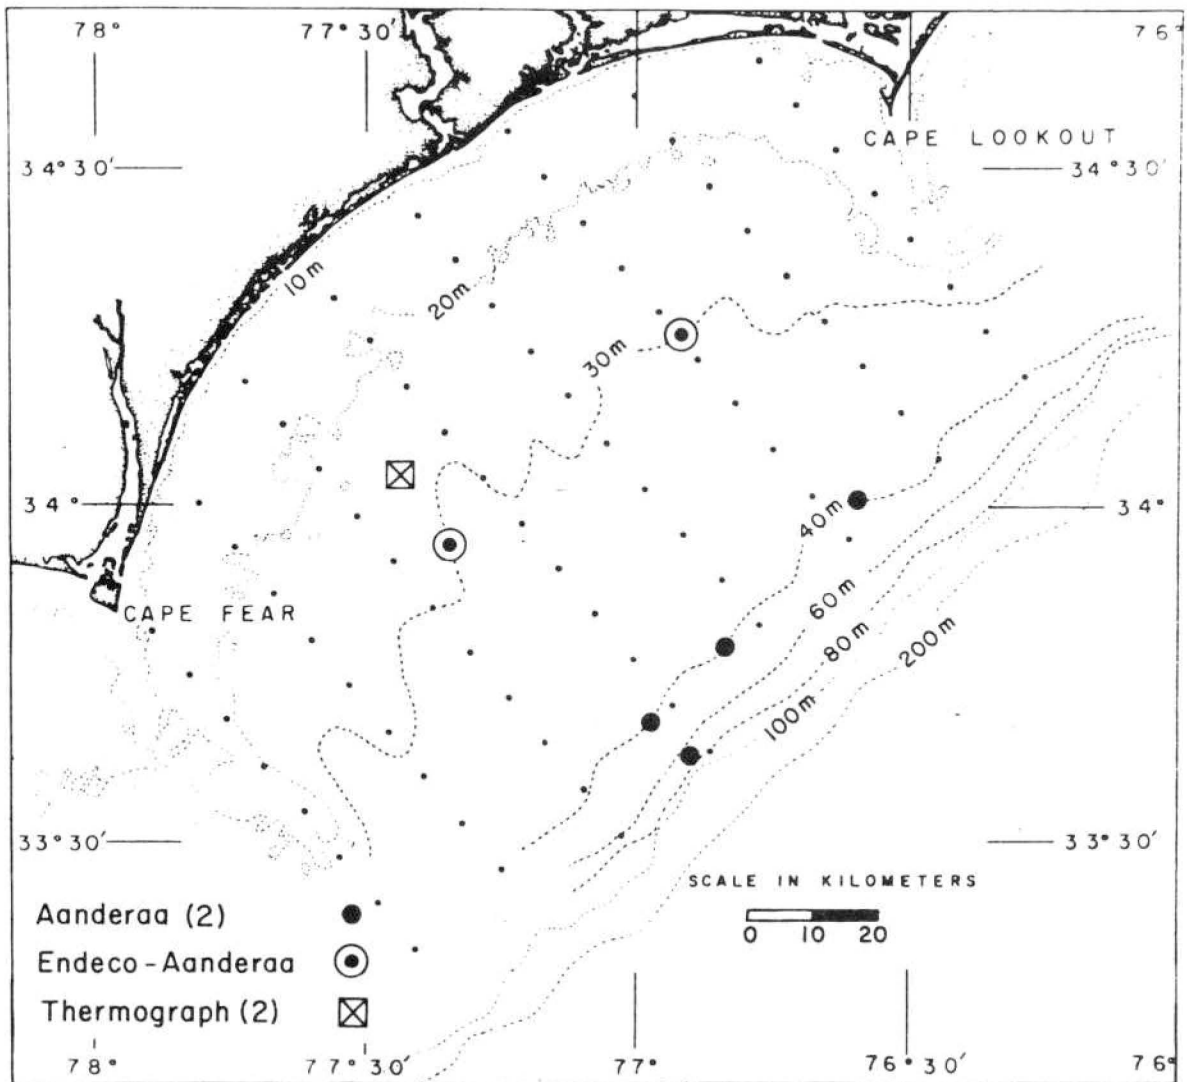 78° 77°30' 76°
CAPE LOOKOUT
34°30' 34°30'
10m
20m
30m
34° 34°
40m
CAPE FEAR
60m
80m
200m
100m
33°30' 33°30'
SCALE IN KILOMETERS
0 10 20
Aanderaa (2)
Endeco-Aanderaa
Thermograph (2)
78° 77°30' 77° 76°30' 76°